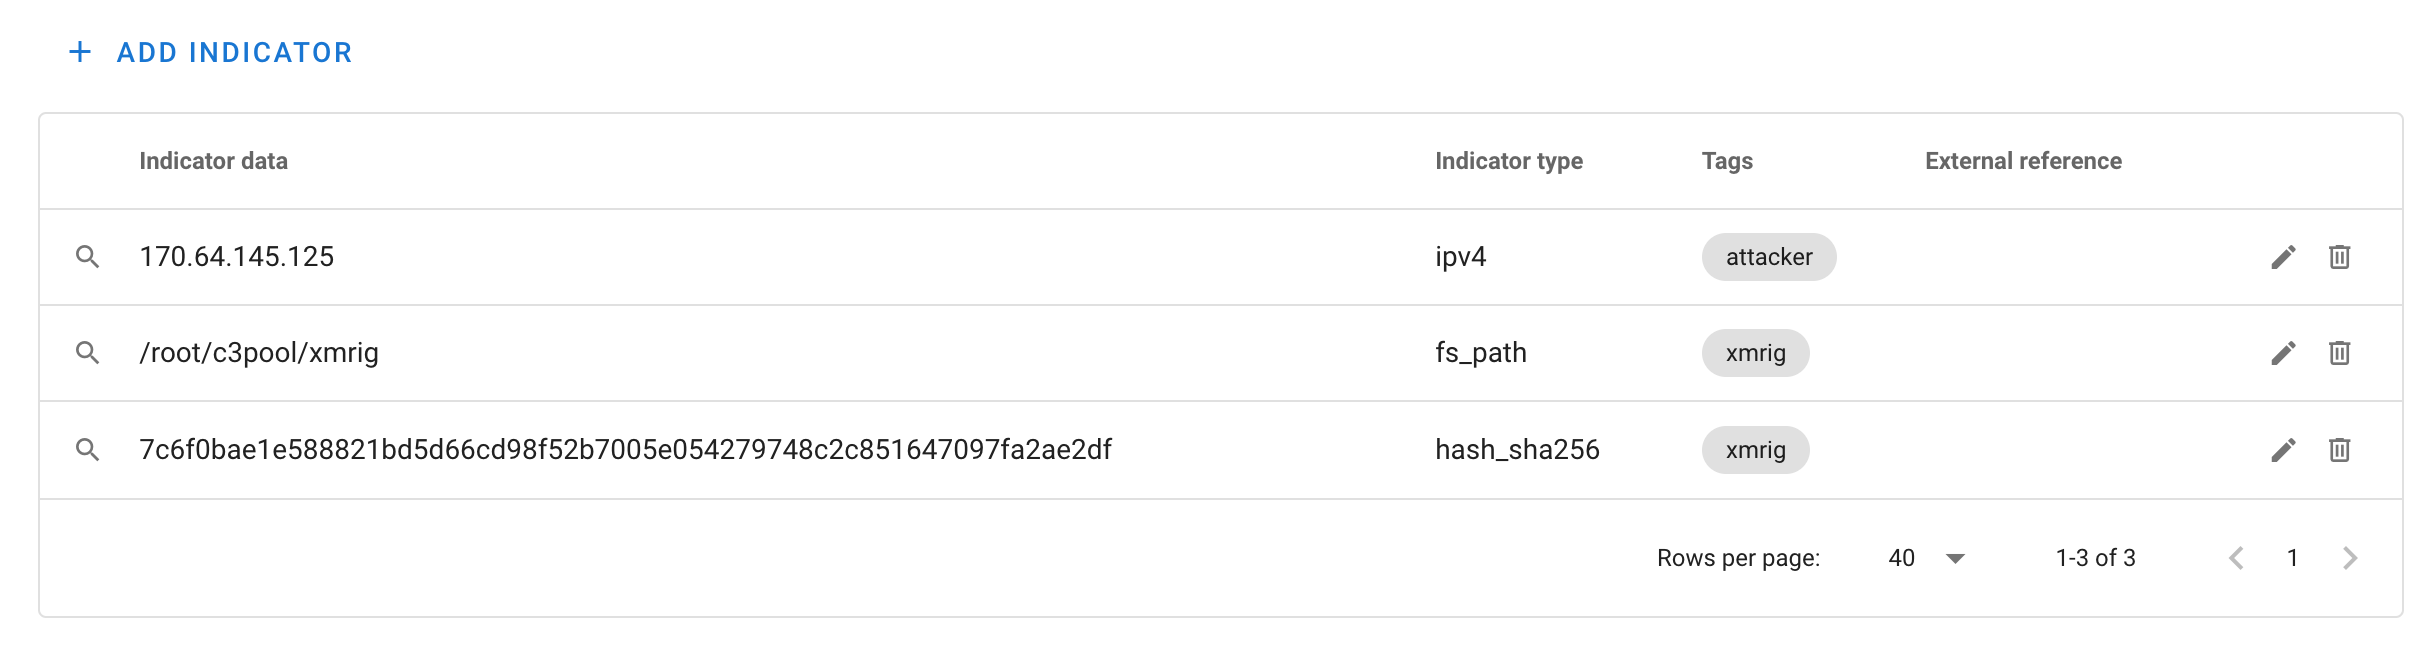 + ADD INDICATOR
Indicator data Indicator type Tags External reference
170.64.145.125 ipv4 attacker
/root/c3pool/xmrig fs_path xmrig
7c6f0bae1e588821bd5d66cd98f52b7005e054279748c2c851647097fa2ae2df hash_sha256 xmrig
Rows per page: 40 1-3 of 3 1